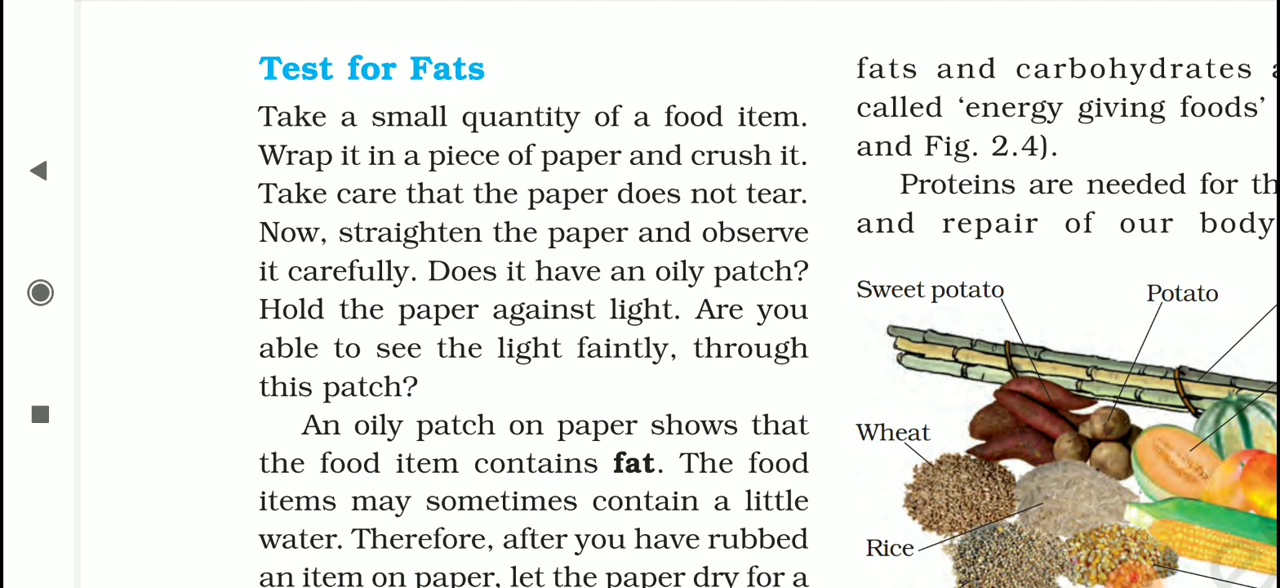 Test for Fats
Take a small quantity of a food item.
Wrap it in a piece of paper and crush it.
Take care that the paper does not tear.
Now, straighten the paper and observe
it carefully. Does it have an oily patch?
Hold the paper against light. Are you
able to see the light faintly, through
this patch?
An oily patch on paper shows that
the food item contains fat. The food
items may sometimes contain a little
water. Therefore, after you have rubbed
an item on paper, let the paper dry for a
fats and carbohydrates
called ‘energy giving foods’
and Fig. 2.4).
Proteins are needed for th
and repair of our body
Sweet potato
Potato
Wheat
Rice